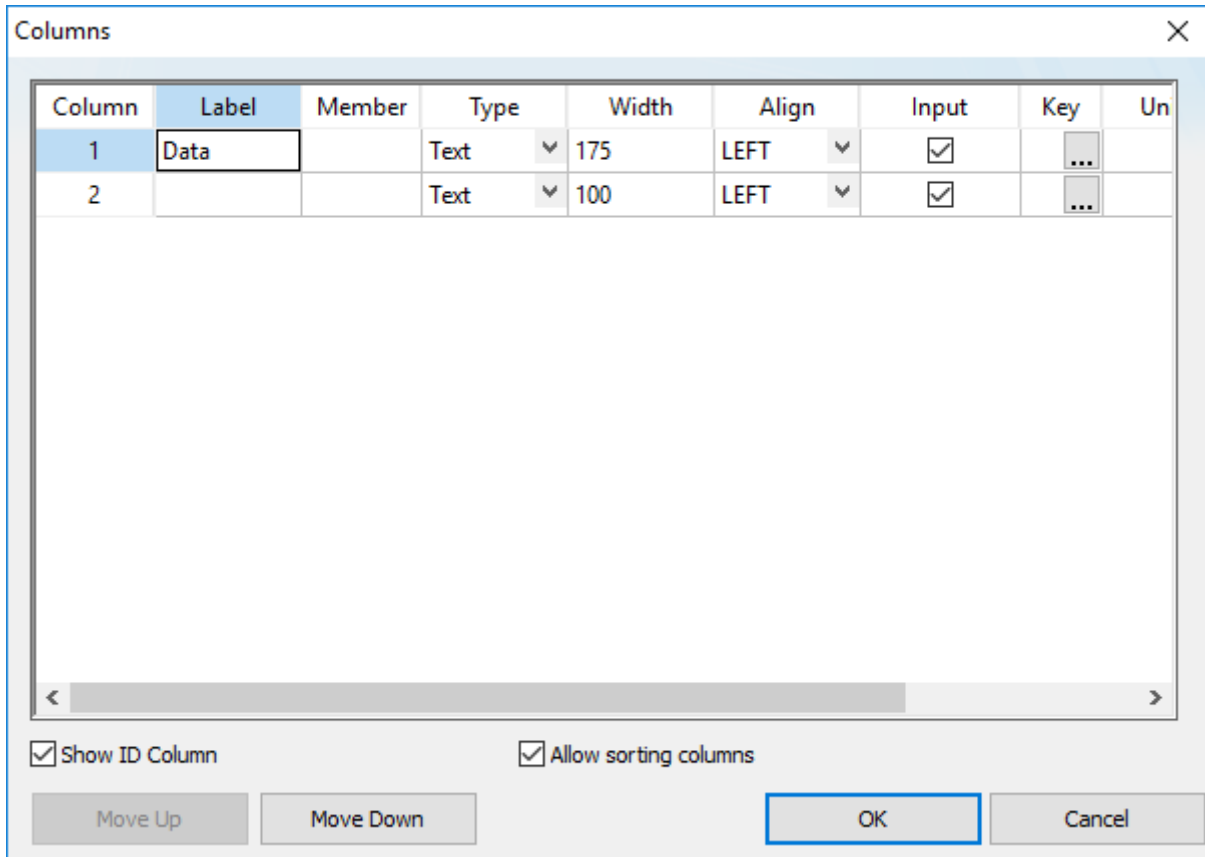 Columns
Column Label Member Type Width Align Input Key Uni
1 Data Text 175 LEFT ...
2 Text 100 LEFT ...
Show ID Column Allow sorting columns
Move Up Move Down OK Cancel